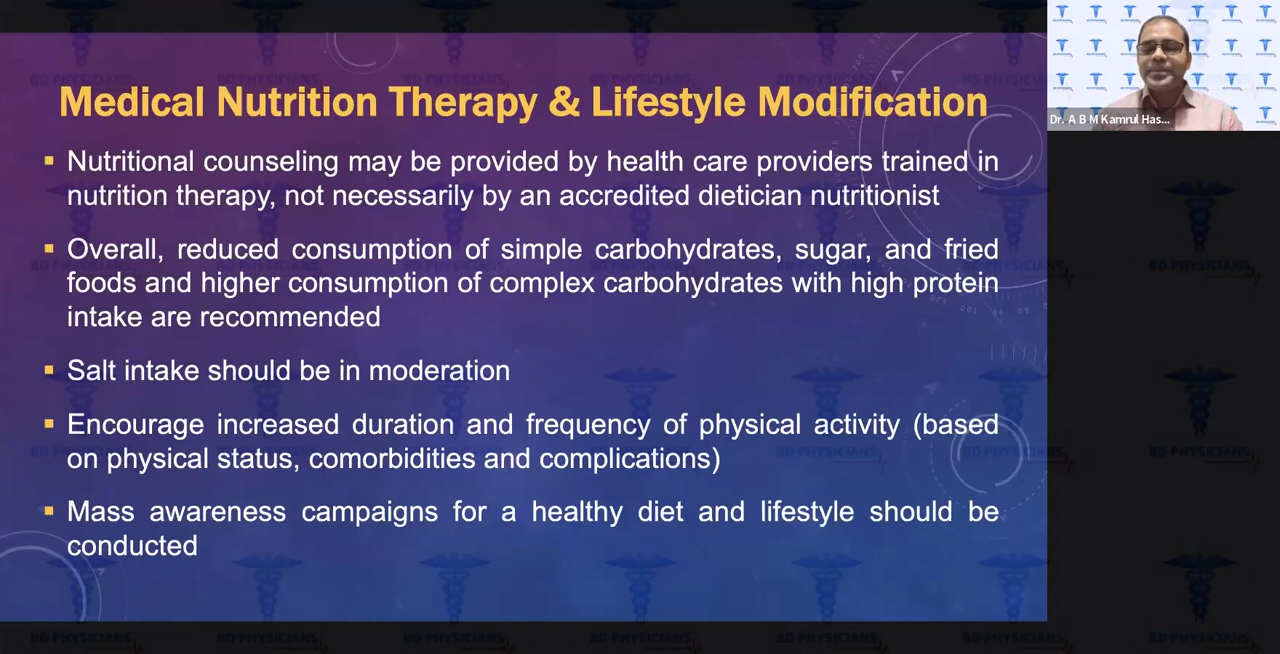 Medical Nutrition Therapy & Lifestyle Modification
Nutritional counseling may be provided by health care providers trained in
nutrition therapy, not necessarily by an accredited dietician nutritionist
Overall, reduced consumption of simple carbohydrates, sugar, and fried
foods and higher consumption of complex carbohydrates with high protein
intake are recommended
Salt intake should be in moderation
Encourage increased duration and frequency of physical activity (based
on physical status, comorbidities and complications)
Mass awareness campaigns for a healthy diet and lifestyle should be
conducted
Dr. A B M Kamrul Has...
BD PHYSICIANS